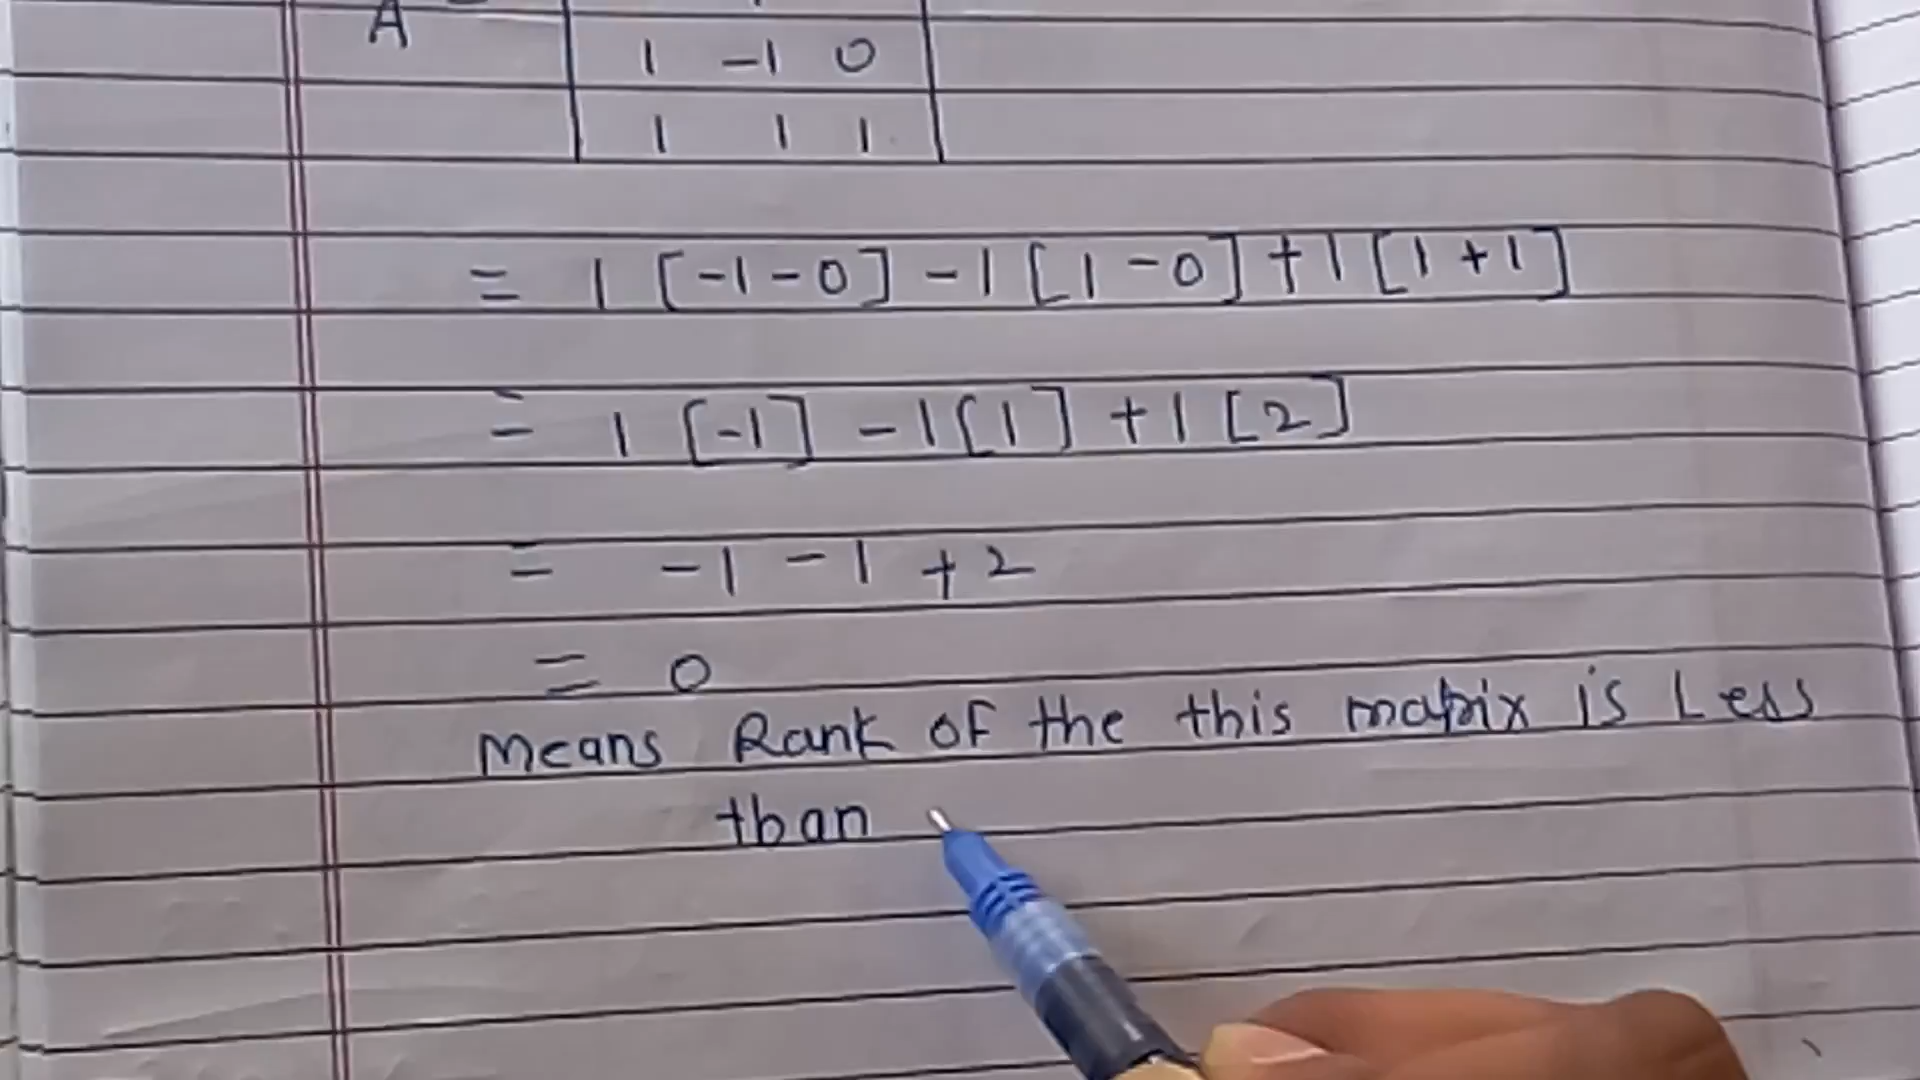 A
1 -1 0
1 1 1
= 1 [-1-0] -1 [1-0] +1 [1+1]
= 1 [-1] -1 [1] +1 [2]
= -1 -1 +2
= 0
Means Rank of the this matrix is Less
than